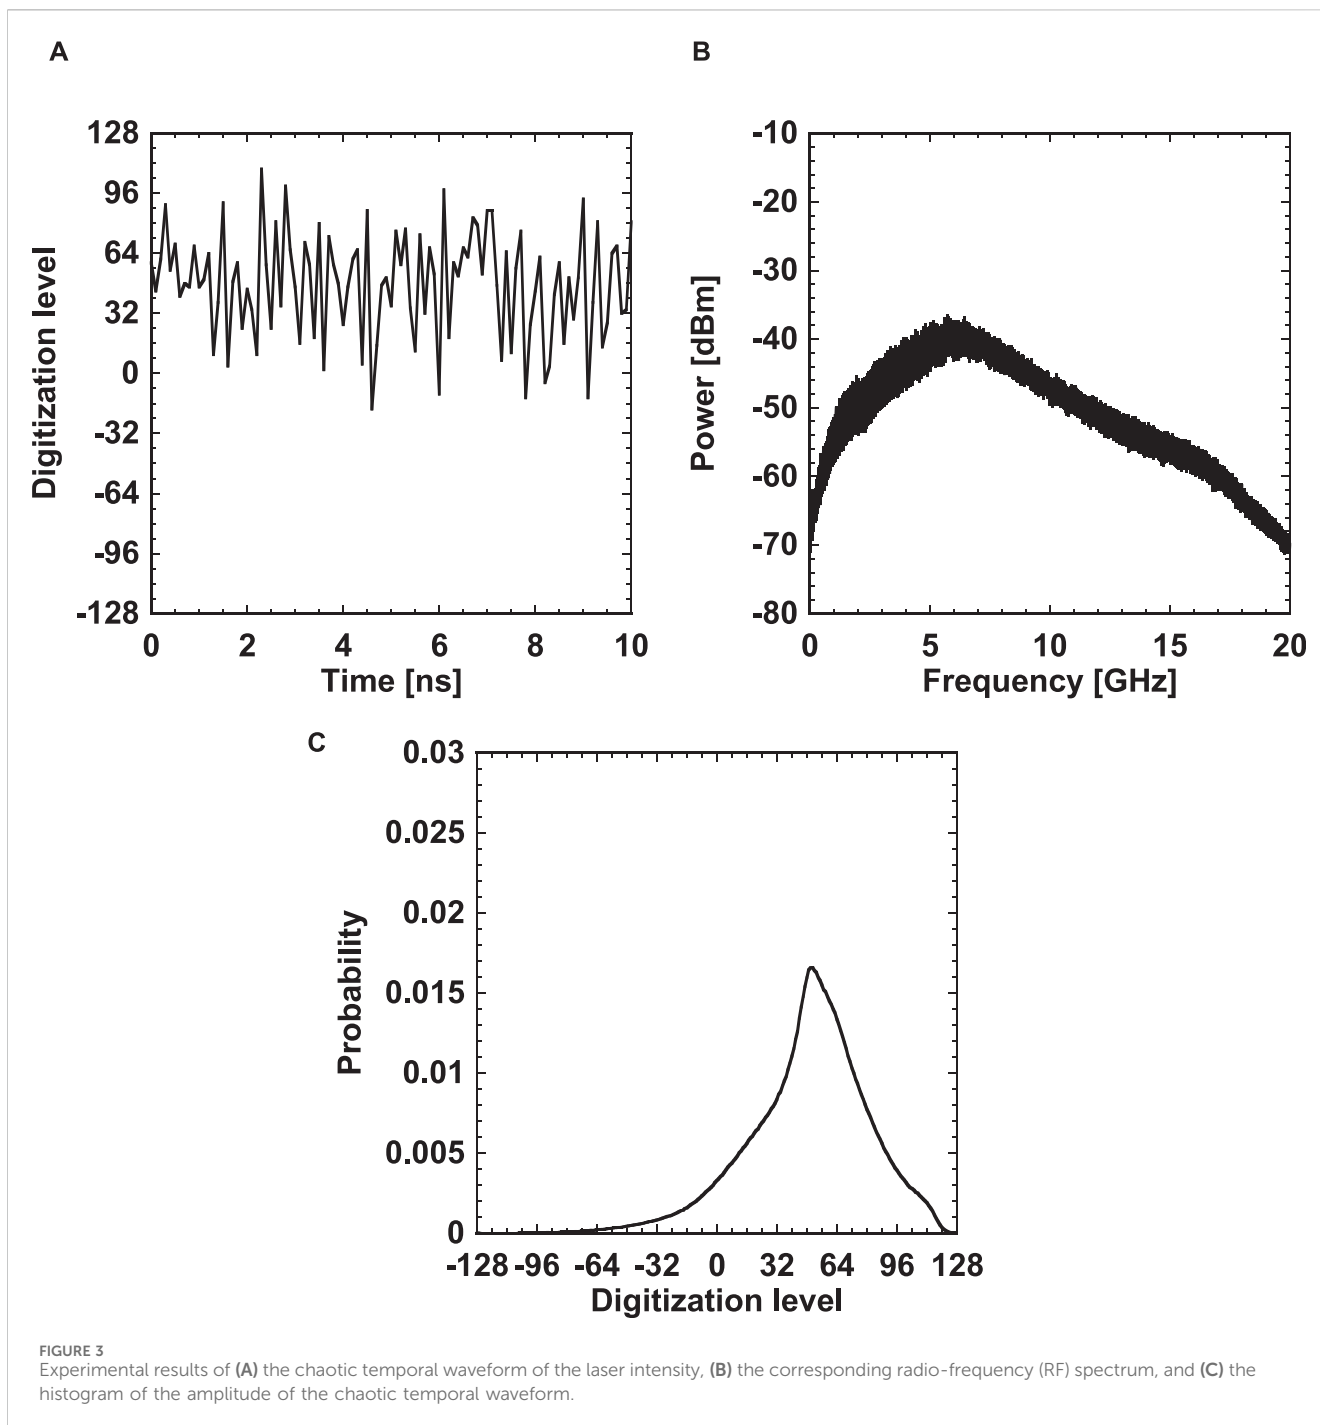 A
128
96
64
32
0
-32
-64
-96
-128
Digitization level
0 2 4 6 8 10
Time [ns]
B
-10
-20
-30
-40
-50
-60
-70
-80
Power [dBm]
0 5 10 15 20
Frequency [GHz]
C
0.03
0.025
0.02
0.015
0.01
0.005
0
Probability
-128 -96 -64 -32 0 32 64 96 128
Digitization level
FIGURE 3
Experimental results of (A) the chaotic temporal waveform of the laser intensity, (B) the corresponding radio-frequency (RF) spectrum, and (C) the
histogram of the amplitude of the chaotic temporal waveform.